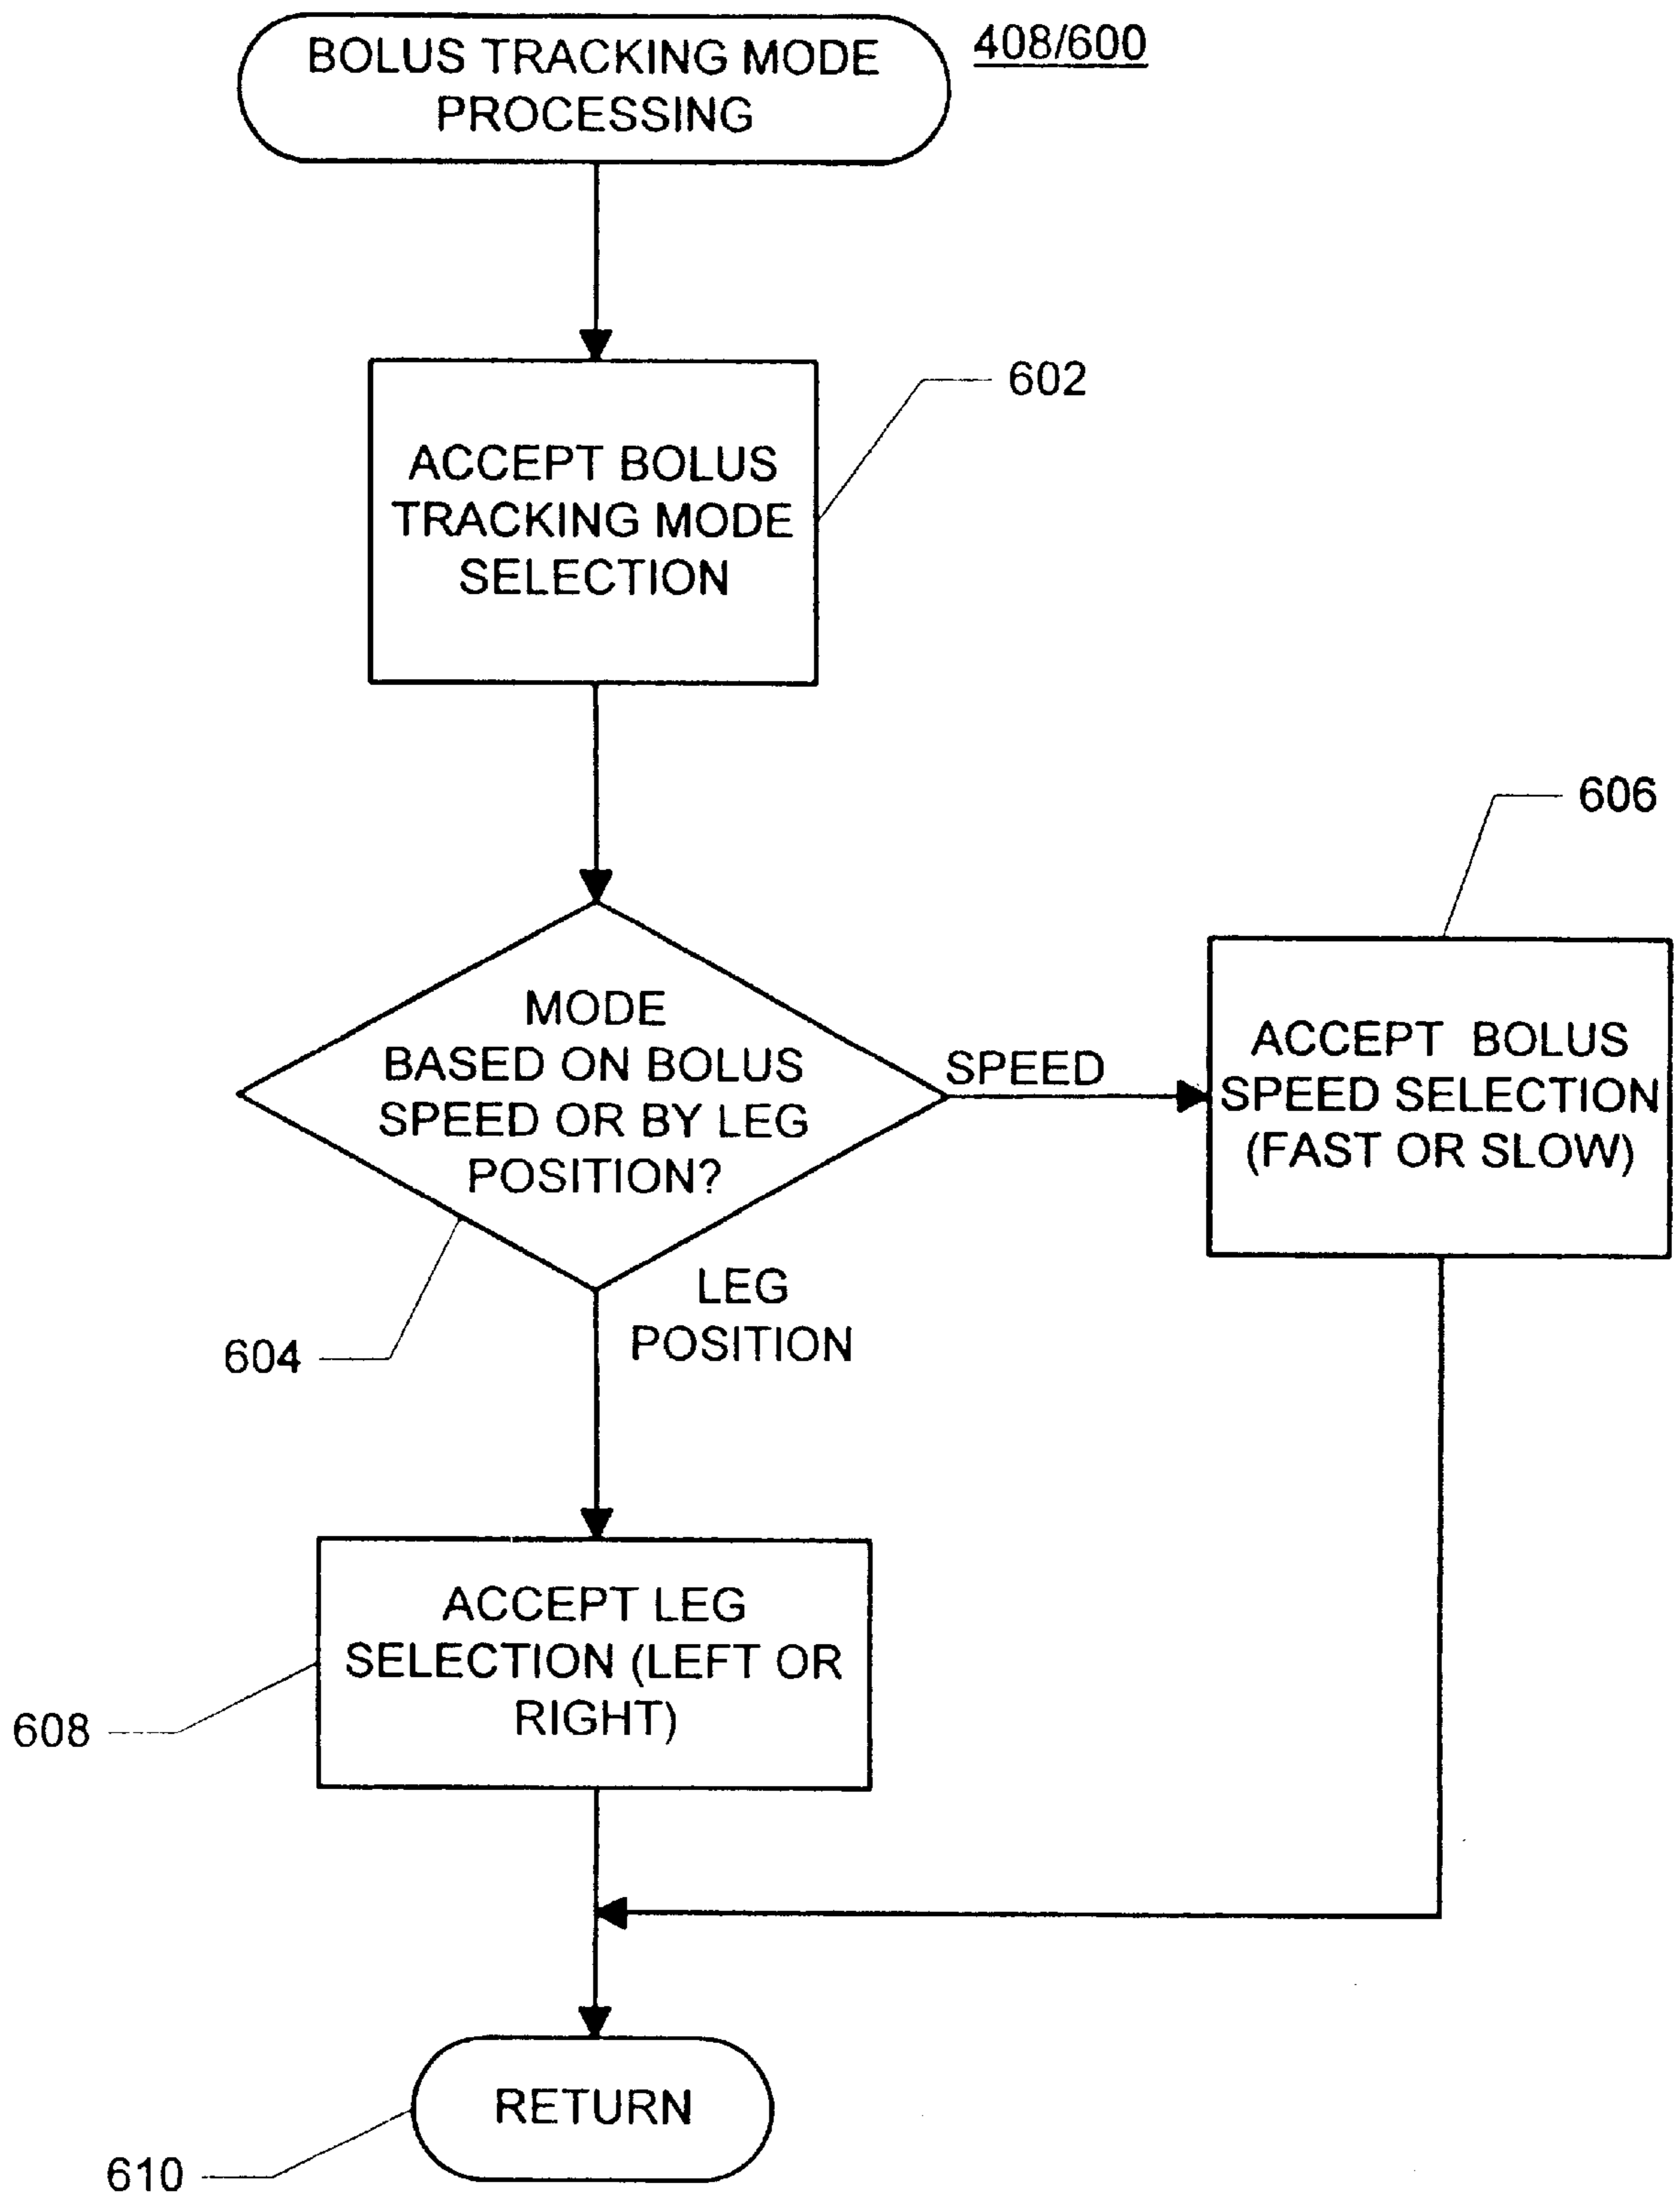 BOLUS TRACKING MODE
PROCESSING
408/600
602
ACCEPT BOLUS
TRACKING MODE
SELECTION
606
MODE
BASED ON BOLUS
SPEED OR BY LEG
POSITION?
SPEED
ACCEPT BOLUS
SPEED SELECTION
(FAST OR SLOW)
604
LEG
POSITION
ACCEPT LEG
SELECTION (LEFT OR
RIGHT)
608
RETURN
610